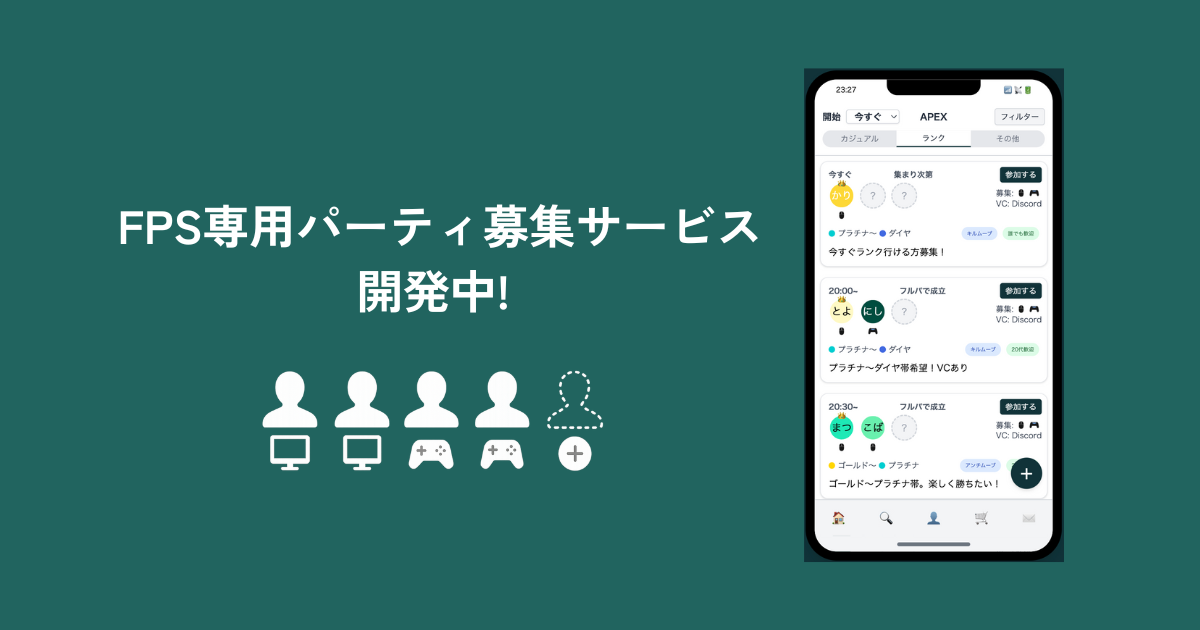 FPS専用パーティ募集サービス
開発中!
23:27
開始 今すぐ APEX フィルター
カジュアル ランク その他
今すぐ 集まり次第 参加する
かり ? ? 募集:
VC: Discord
プラチナ〜 ダイヤ キルムーブ 誰でも歓迎
今すぐランク行ける方募集！
20:00~ フルパで成立 参加する
とよ にし ? 募集:
VC: Discord
プラチナ〜 ダイヤ キルムーブ 20代歓迎
プラチナ〜ダイヤ帯希望！VCあり
20:30~ フルパで成立 参加する
まつ こば ? 募集:
VC: Discord
ゴールド〜 プラチナ アンチムーブ
ゴールド〜プラチナ帯。楽しく勝ちたい！